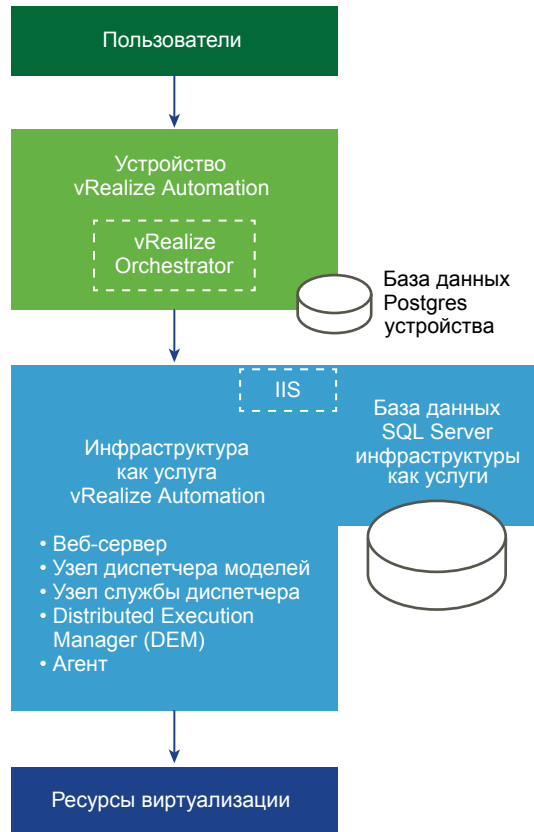 Пользователи
Устройство
vRealize Automation
vRealize
Orchestrator
База данных
Postgres
устройства
IIS
База данных
SQL Server
инфраструктуры
как услуги
Инфраструктура
как услуга
vRealize Automation
• Веб-сервер
• Узел диспетчера моделей
• Узел службы диспетчера
• Distributed Execution
Manager (DEM)
• Агент
Ресурсы виртуализации